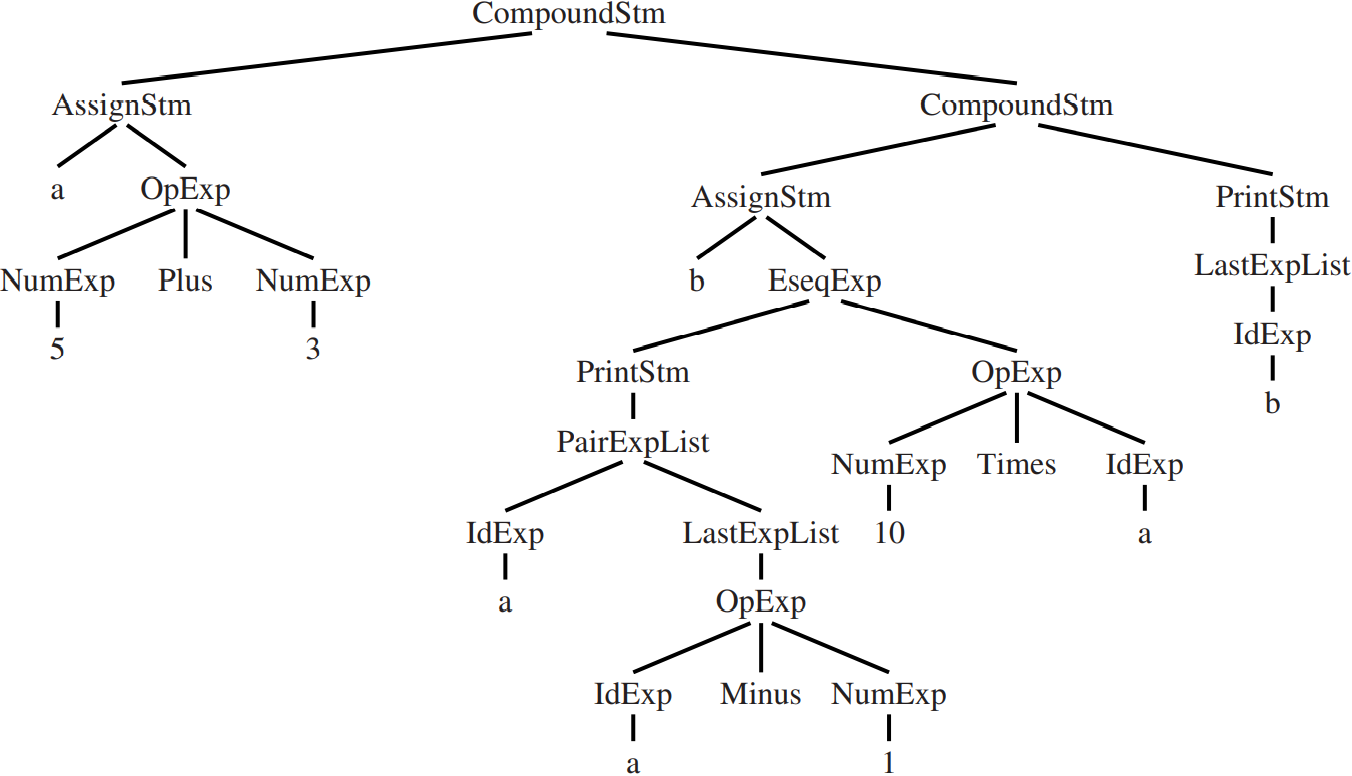 CompoundStm
AssignStm CompoundStm
a OpExp AssignStm PrintStm
NumExp Plus NumExp b EseqExp LastExpList
5 3 PrintStm OpExp IdExp
PairExpList NumExp Times IdExp b
IdExp LastExpList 10 a
a OpExp
IdExp Minus NumExp
a 1